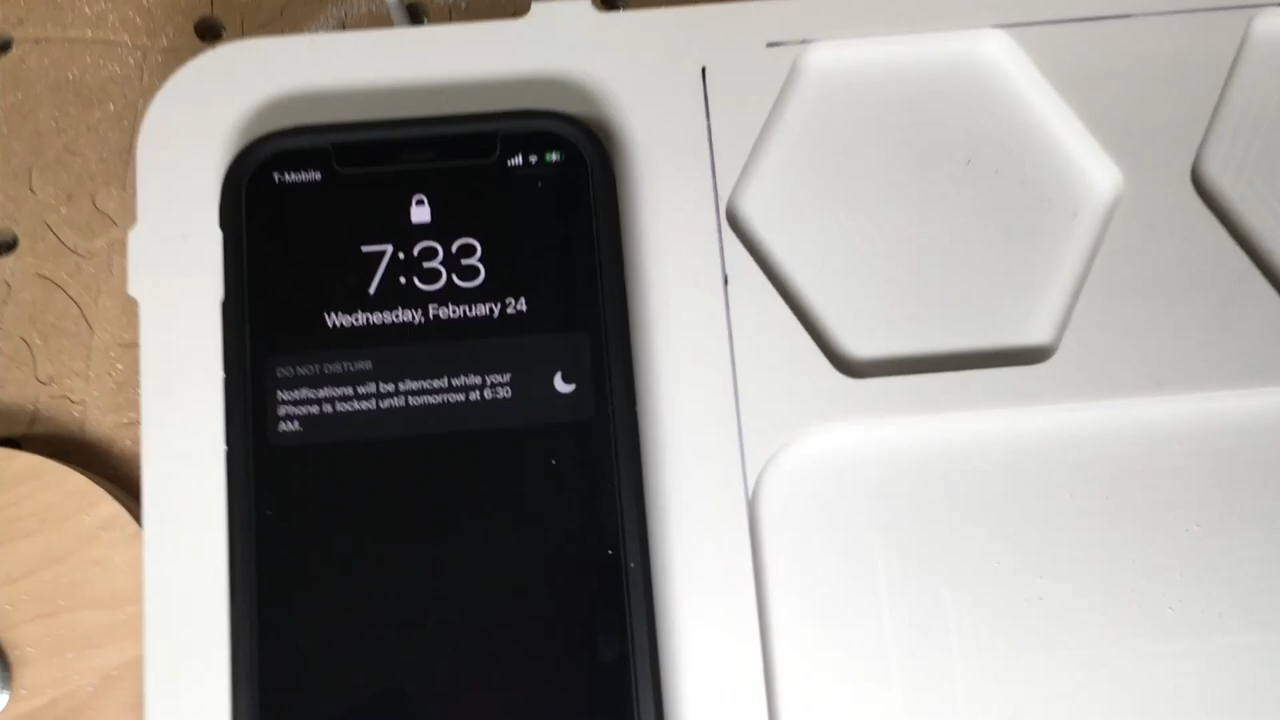 T-Mobile
7:33
Wednesday, February 24
DO NOT DISTURB
Notifications will be silenced while your
iPhone is locked until tomorrow at 6:30
AM.